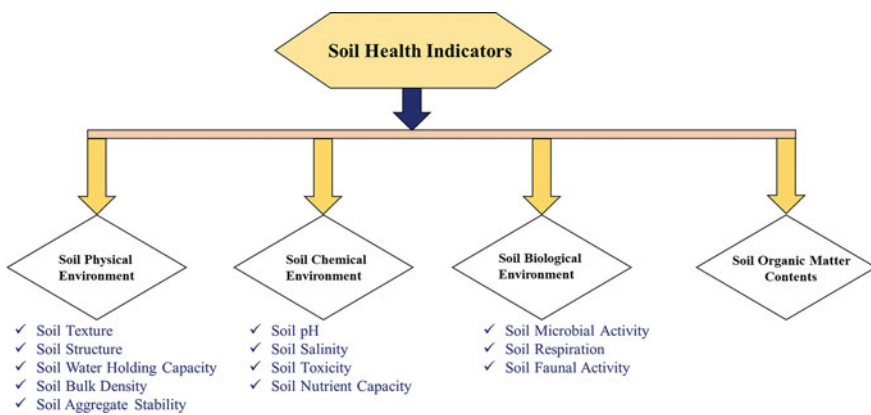 Soil Health Indicators
Soil Physical
Environment
✓ Soil Texture
✓ Soil Structure
✓ Soil Water Holding Capacity
✓ Soil Bulk Density
✓ Soil Aggregate Stability
Soil Chemical
Environment
✓ Soil pH
✓ Soil Salinity
✓ Soil Toxicity
✓ Soil Nutrient Capacity
Soil Biological
Environment
✓ Soil Microbial Activity
✓ Soil Respiration
✓ Soil Faunal Activity
Soil Organic Matter
Contents